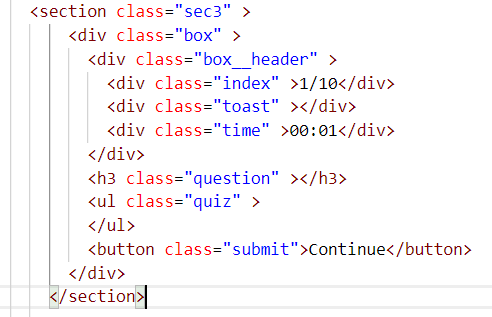 <section class="sec3" >
<div class="box" >
<div class="box__header" >
<div class="index" >1/10</div>
<div class="toast" ></div>
<div class="time" >00:01</div>
</div>
<h3 class="question" ></h3>
<ul class="quiz" >
</ul>
<button class="submit">Continue</button>
</div>
</section>